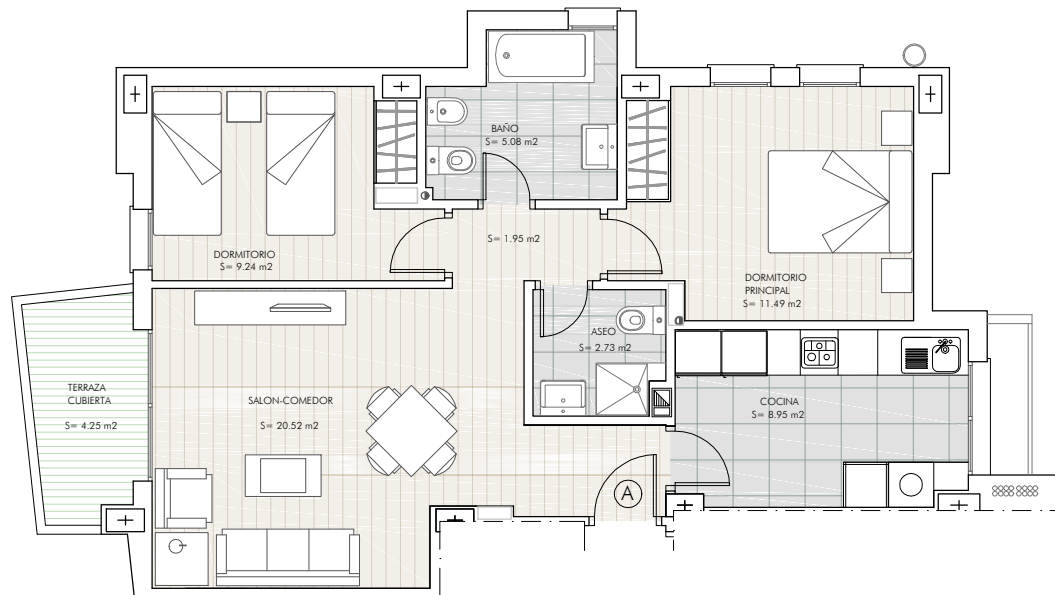 BAÑO
S= 5.08 m2
S= 1.95 m2
DORMITORIO
S= 9.24 m2
DORMITORIO
PRINCIPAL
S= 11.49 m2
ASEO
S= 2.73 m2
TERRAZA
CUBIERTA
S= 4.25 m2
SALON-COMEDOR
S= 20.52 m2
COCINA
S= 8.95 m2
A